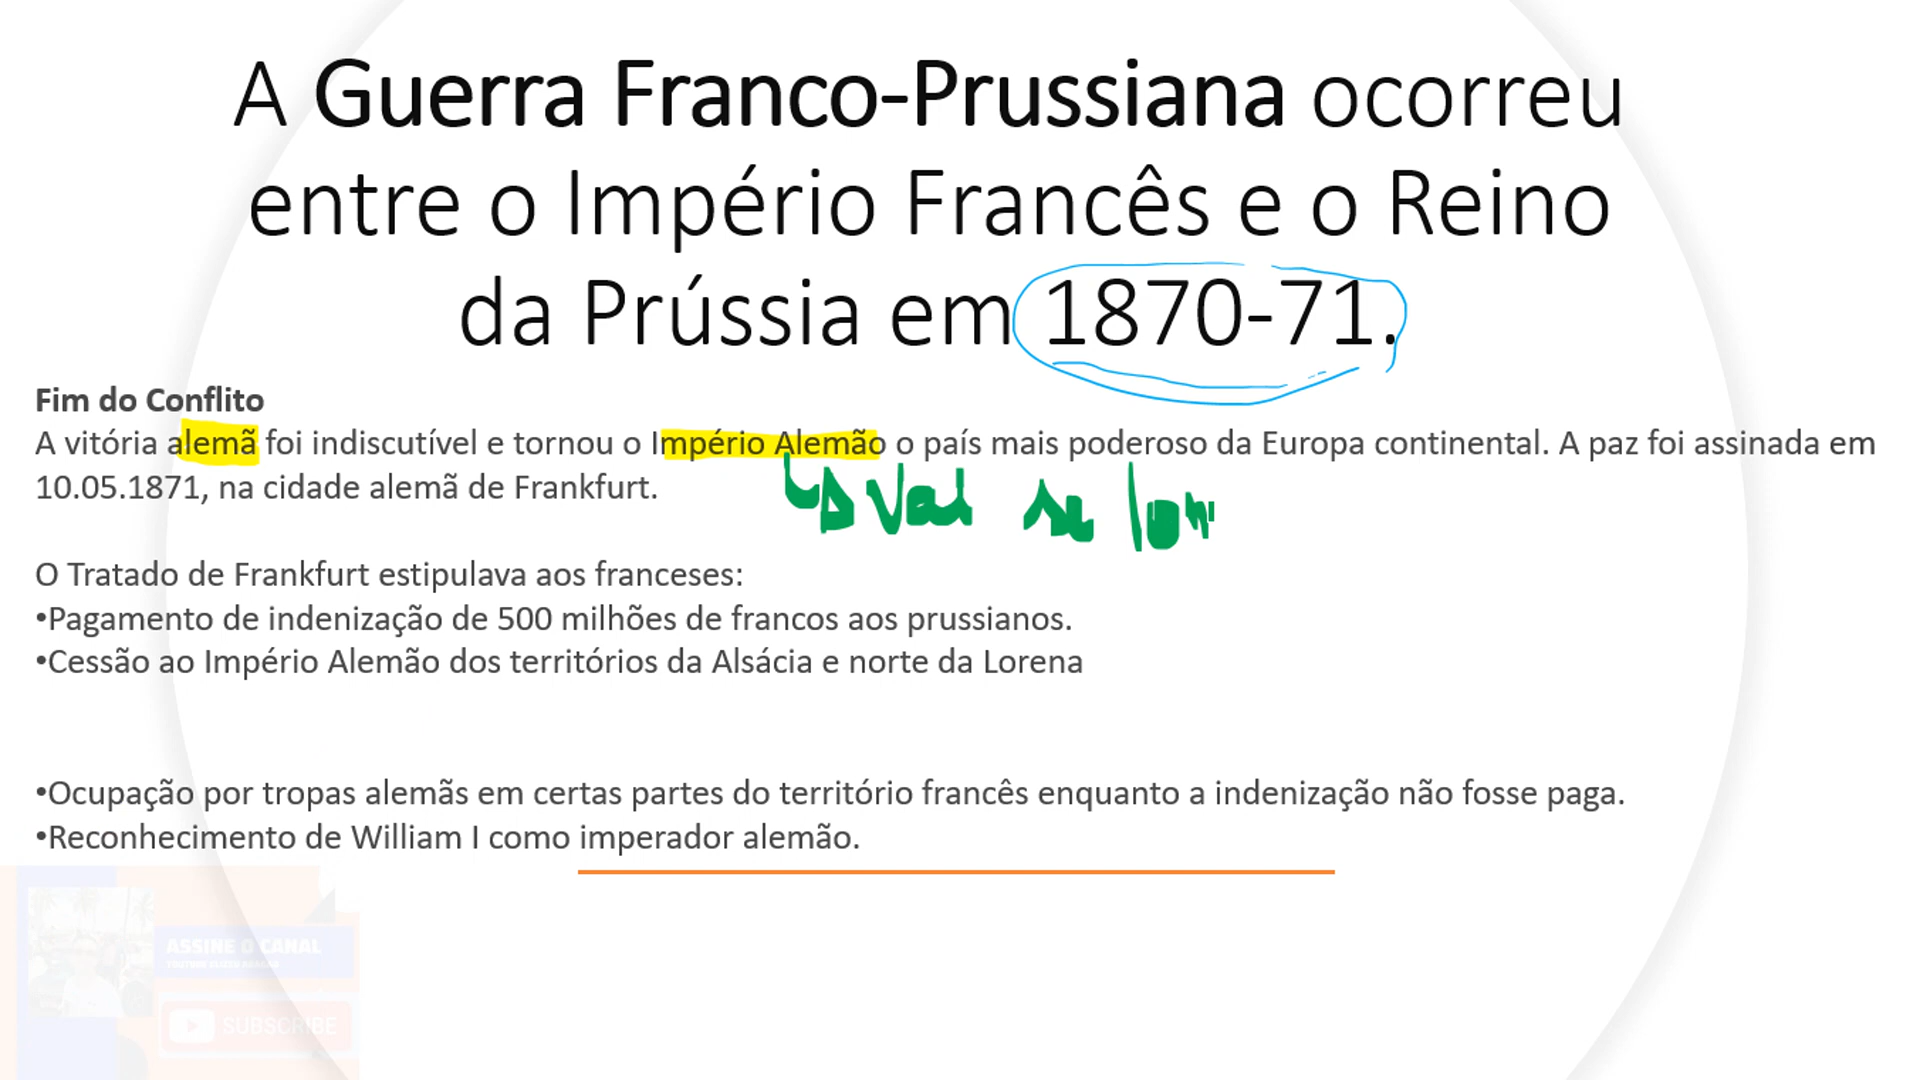 A Guerra Franco-Prussiana ocorreu
entre o Império Francês e o Reino
da Prússia em 1870-71.
Fim do Conflito
A vitória alemã foi indiscutível e tornou o Império Alemão o país mais poderoso da Europa continental. A paz foi assinada em
10.05.1871, na cidade alemã de Frankfurt.
Vai se
O Tratado de Frankfurt estipulava aos franceses:
•Pagamento de indenização de 500 milhões de francos aos prussianos.
•Cessão ao Império Alemão dos territórios da Alsácia e norte da Lorena
•Ocupação por tropas alemãs em certas partes do território francês enquanto a indenização não fosse paga.
•Reconhecimento de William I como imperador alemão.
ASSINE O CANAL
SUBSCRIBE